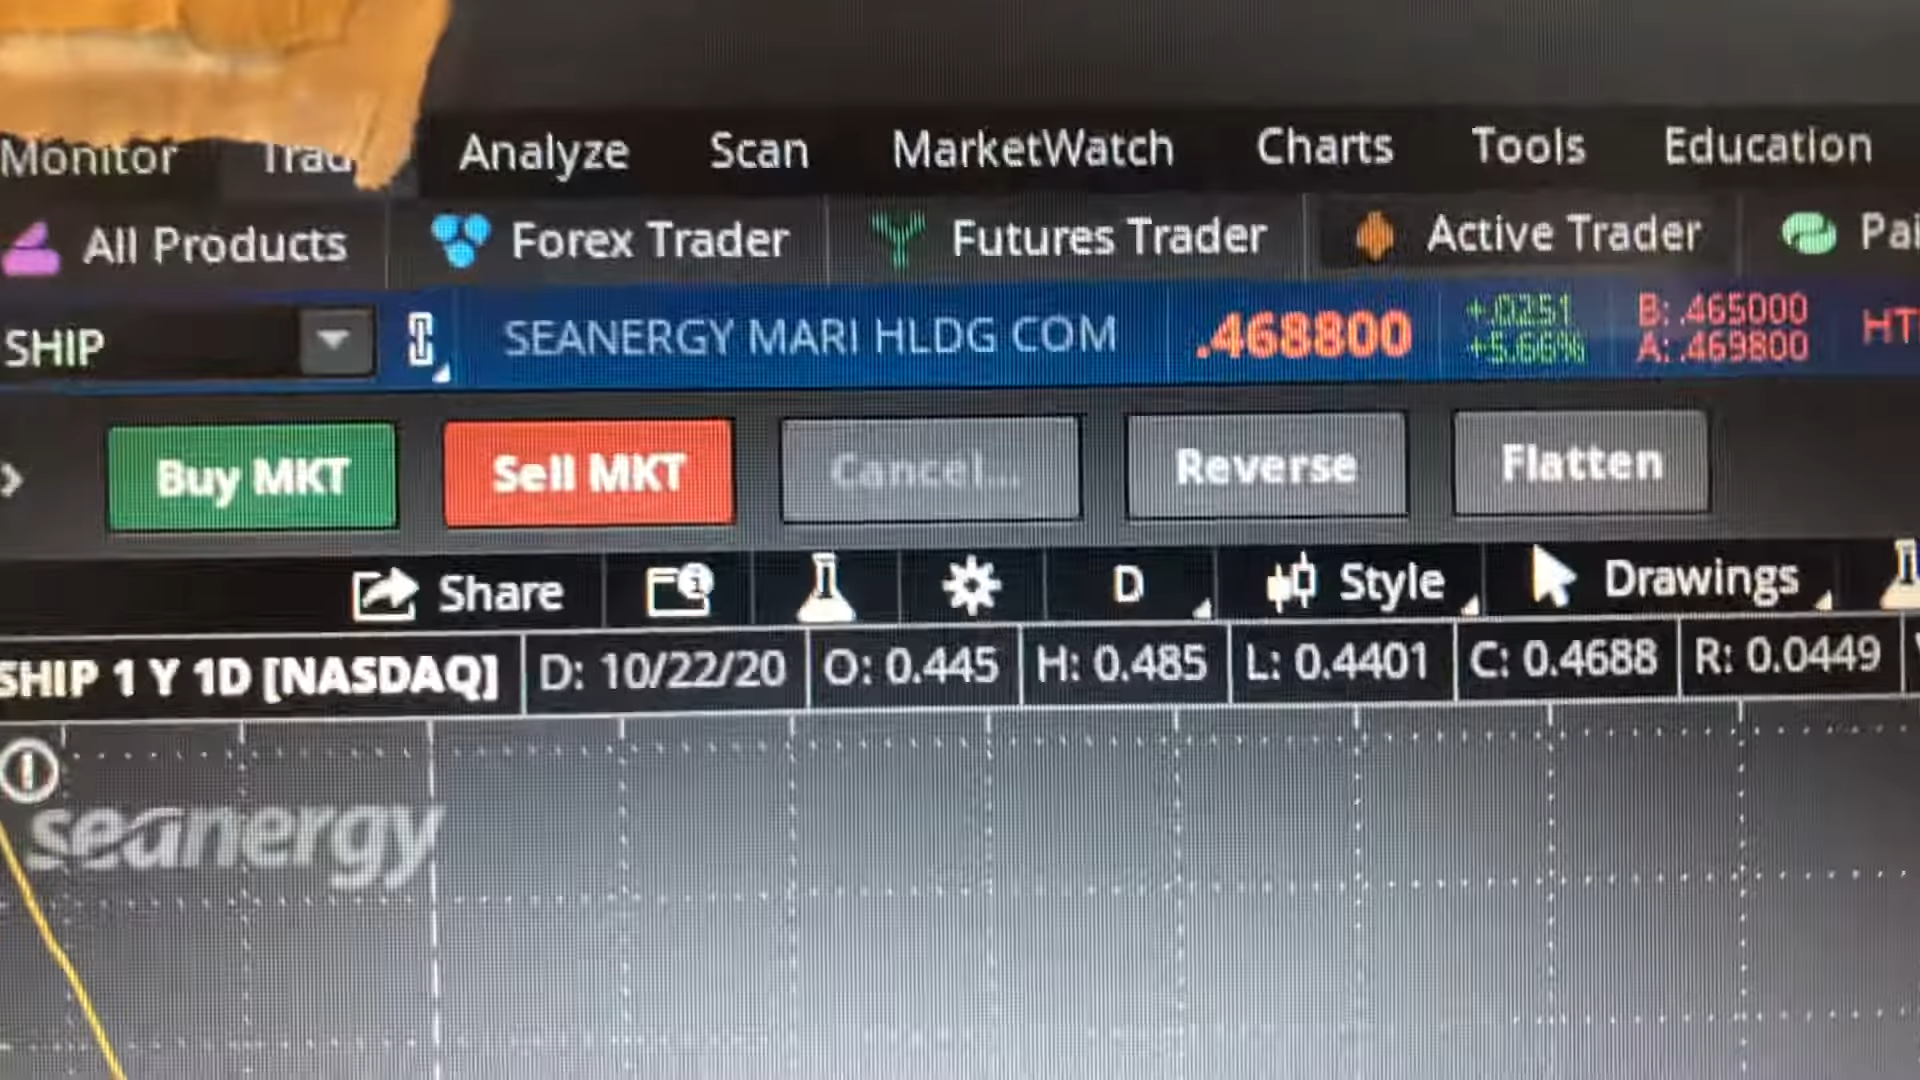 Monitor Analyze Scan MarketWatch Charts Tools Education
All Products Forex Trader Futures Trader Active Trader
SHIP SEANERGY MARI HLDG COM .468800 +.0251 B: .465000
+5.66% A: .469800
Buy MKT Sell MKT Cancel... Reverse Flatten
Share D Style Drawings
SHIP 1 Y 1D [NASDAQ] D: 10/22/20 O: 0.445 H: 0.485 L: 0.4401 C: 0.4688 R: 0.0449
seanergy